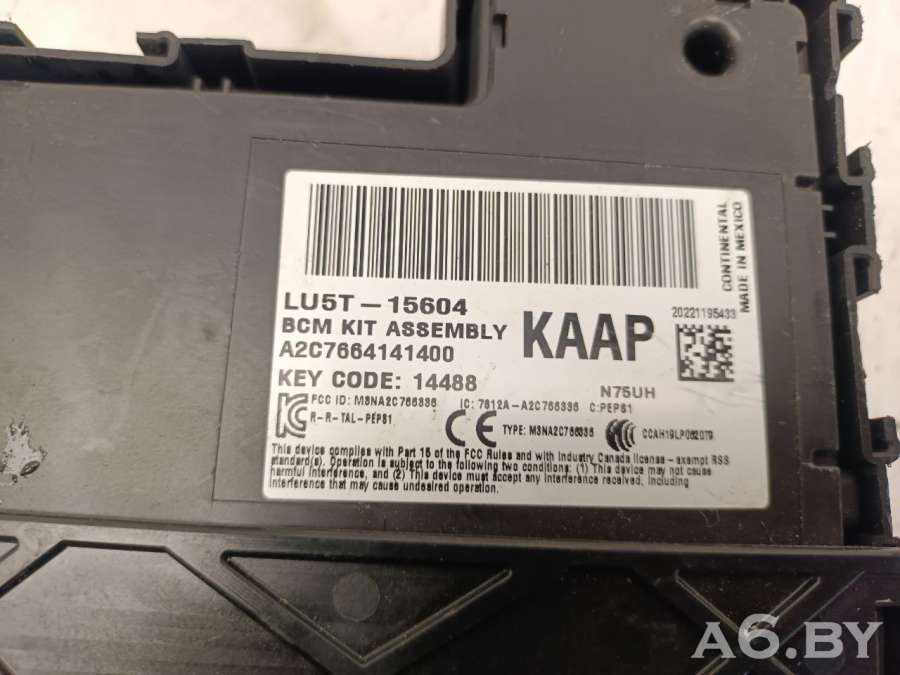 LU5T-15604
BCM KIT ASSEMBLY
A2C7664141400
KEY CODE: 14488
KAAP
CONTINENTAL
MADE IN MEXICO
20221195433
N75UH
FCC ID: M3NA2C766336
IC: 7812A-A2C766336 C:PEPS1
R-R-TAL-PEPS1
CE
TYPE: M3NA2C766336
CCAH19LP0620T9
This device complies with Part 15 of the FCC Rules and with Industry Canada license - exempt RSS
standard(s). Operation is subject to the following two conditions: (1) This device may not cause
harmful interference, and (2) This device must accept any interference received, including
interference that may cause undesired operation.
A6.BY